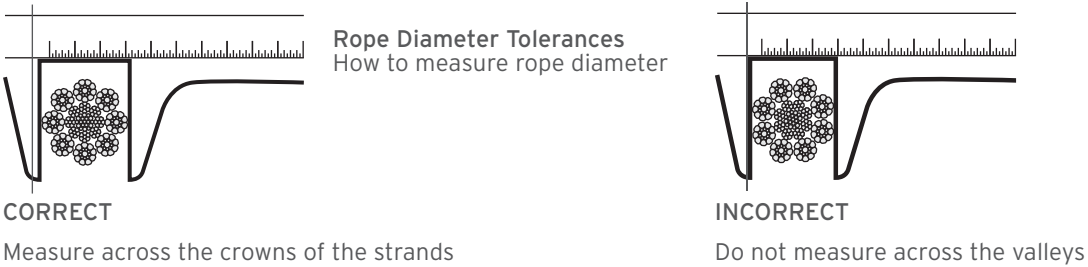 Rope Diameter Tolerances
How to measure rope diameter
CORRECT
Measure across the crowns of the strands
INCORRECT
Do not measure across the valleys